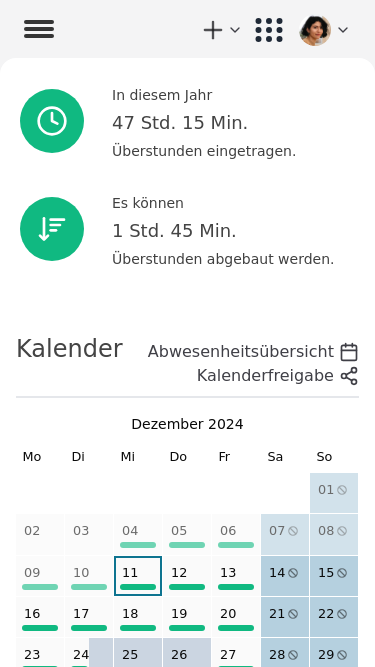 In diesem Jahr
47 Std. 15 Min.
Überstunden eingetragen.
Es können
1 Std. 45 Min.
Überstunden abgebaut werden.
Kalender
Abwesenheitsübersicht
Kalenderfreigabe
Dezember 2024
Mo Di Mi Do Fr Sa So
01
02 03 04 05 06 07 08
09 10 11 12 13 14 15
16 17 18 19 20 21 22
23 24 25 26 27 28 29